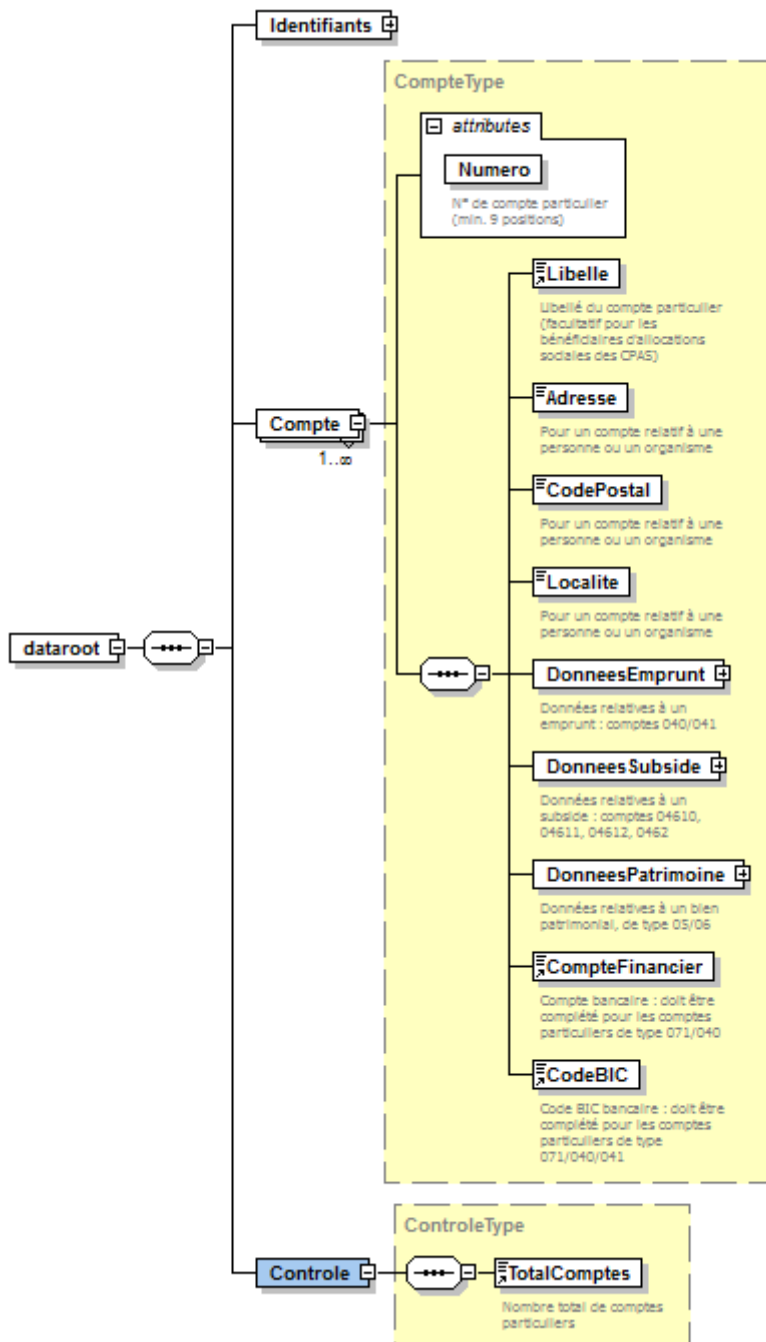 Identifiants
CompteType
attributes
Numero
N° de compte particulier
(min. 9 positions)
Libelle
Libellé du compte particulier
(facultatif pour les
bénéficiaires d'allocations
sociales des CPAS)
Adresse
Pour un compte relatif à une
personne ou un organisme
Compte
1..∞
CodePostal
Pour un compte relatif à une
personne ou un organisme
Localite
Pour un compte relatif à une
personne ou un organisme
dataroot
DonneesEmprunt
Données relatives à un
emprunt : comptes 040/041
DonneesSubside
Données relatives à un
subside : comptes 04610,
04611, 04612, 0462
DonneesPatrimoine
Données relatives à un bien
patrimonial, de type 05/06
CompteFinancier
Compte bancaire : doit être
complété pour les comptes
particuliers de type 071/040
CodeBIC
Code BIC bancaire : doit être
complété pour les comptes
particuliers de type
071/040/041
ControleType
Controle
TotalComptes
Nombre total de comptes
particuliers